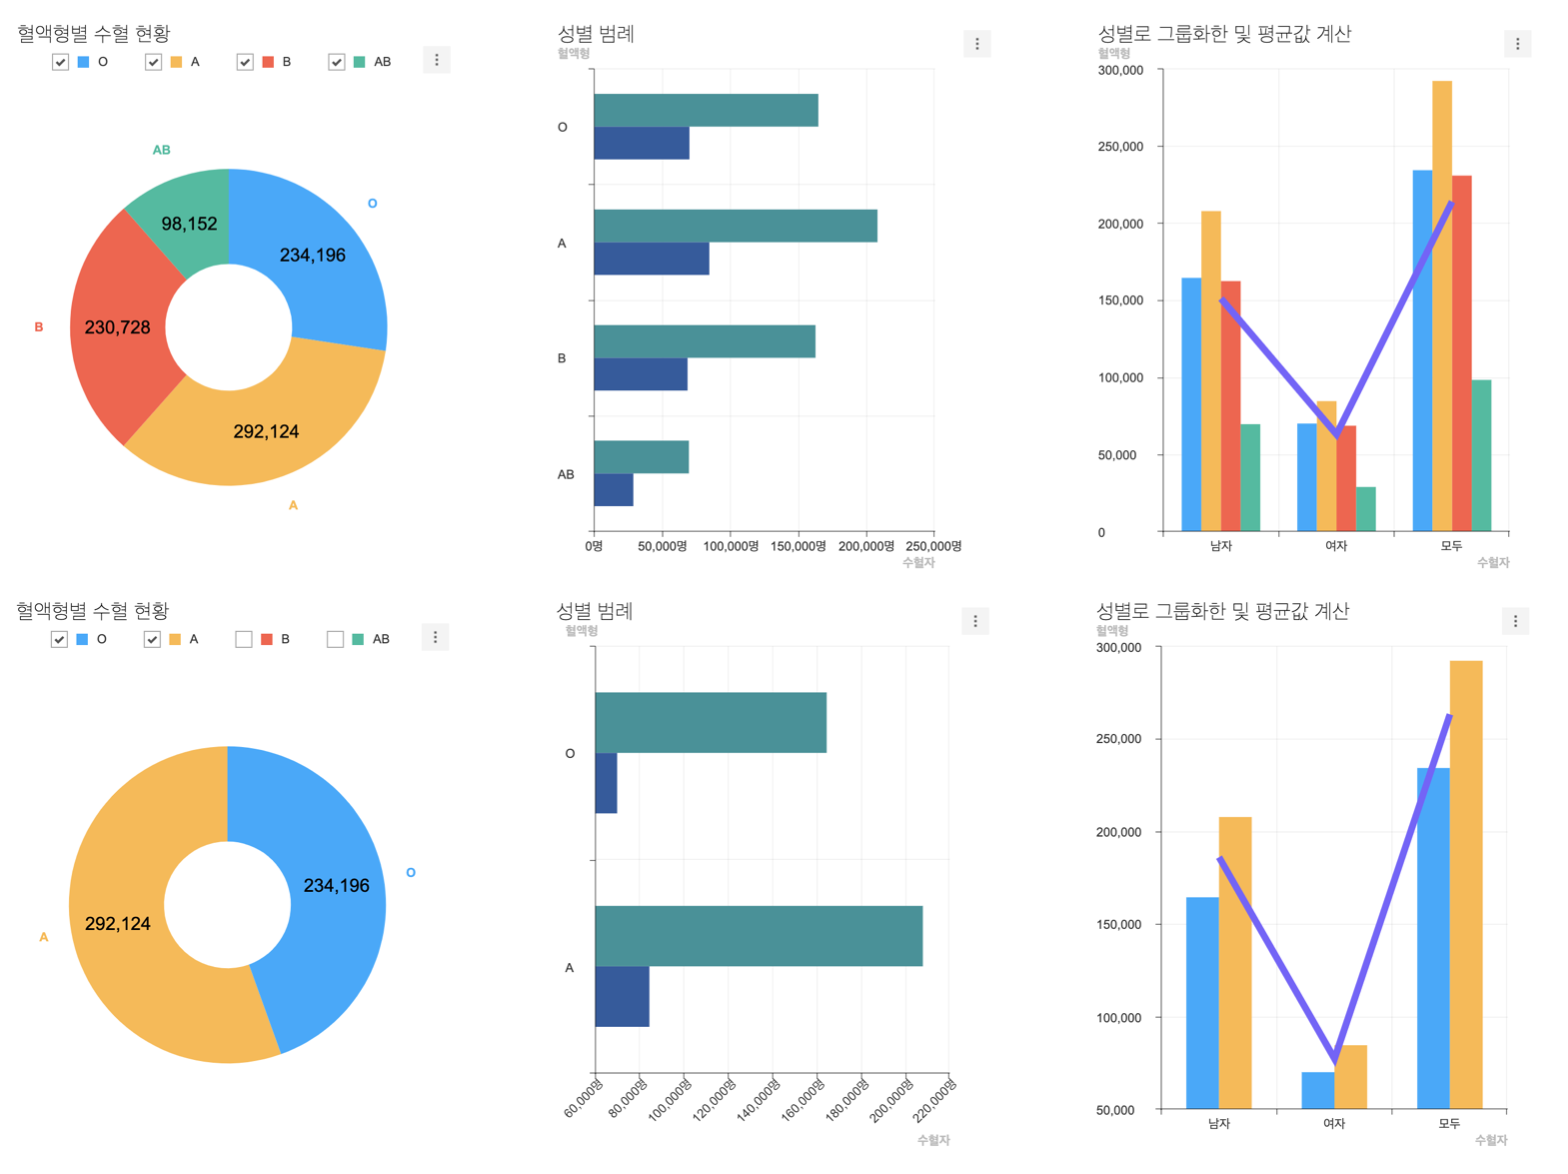 혈액형별 수혈 현황
O A B AB
AB
O
98,152
234,196
B
230,728
292,124
A
성별 범례
혈액형
O
A
B
AB
0명 50,000명 100,000명 150,000명 200,000명 250,000명
수혈자
성별로 그룹화한 및 평균값 계산
혈액형
300,000
250,000
200,000
150,000
100,000
50,000
0
남자 여자 모두
수혈자
혈액형별 수혈 현황
O A B AB
O
234,196
292,124
A
성별 범례
혈액형
O
A
60,000명 80,000명 100,000명 120,000명 140,000명 160,000명 180,000명 200,000명 220,000명
수혈자
성별로 그룹화한 및 평균값 계산
혈액형
300,000
250,000
200,000
150,000
100,000
50,000
남자 여자 모두
수혈자